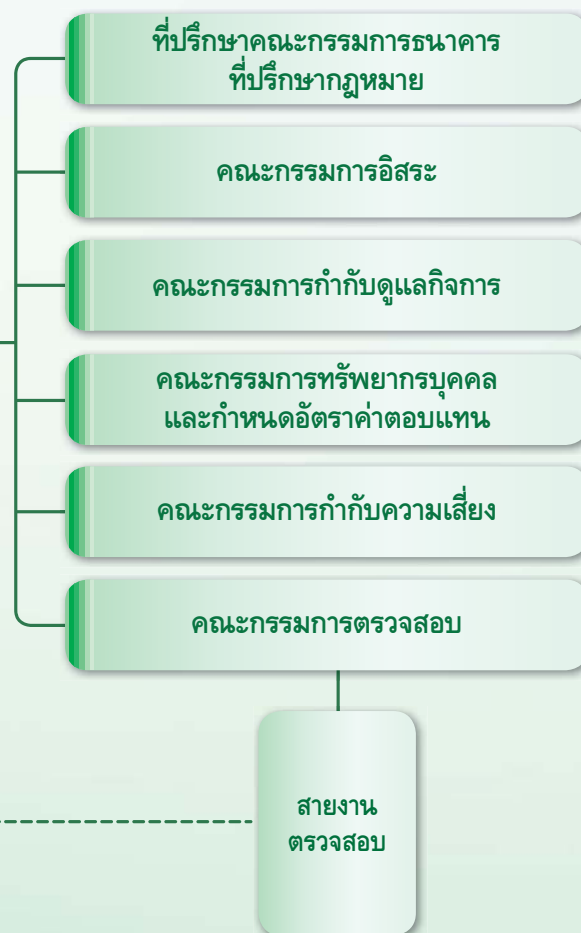 ที่ปรึกษาคณะกรรมการธนาคาร
ที่ปรึกษากฎหมาย
คณะกรรมการอิสระ
คณะกรรมการกำกับดูแลกิจการ
คณะกรรมการทรัพยากรบุคคล
และกำหนดอัตราค่าตอบแทน
คณะกรรมการกำกับความเสี่ยง
คณะกรรมการตรวจสอบ
สายงาน
ตรวจสอบ